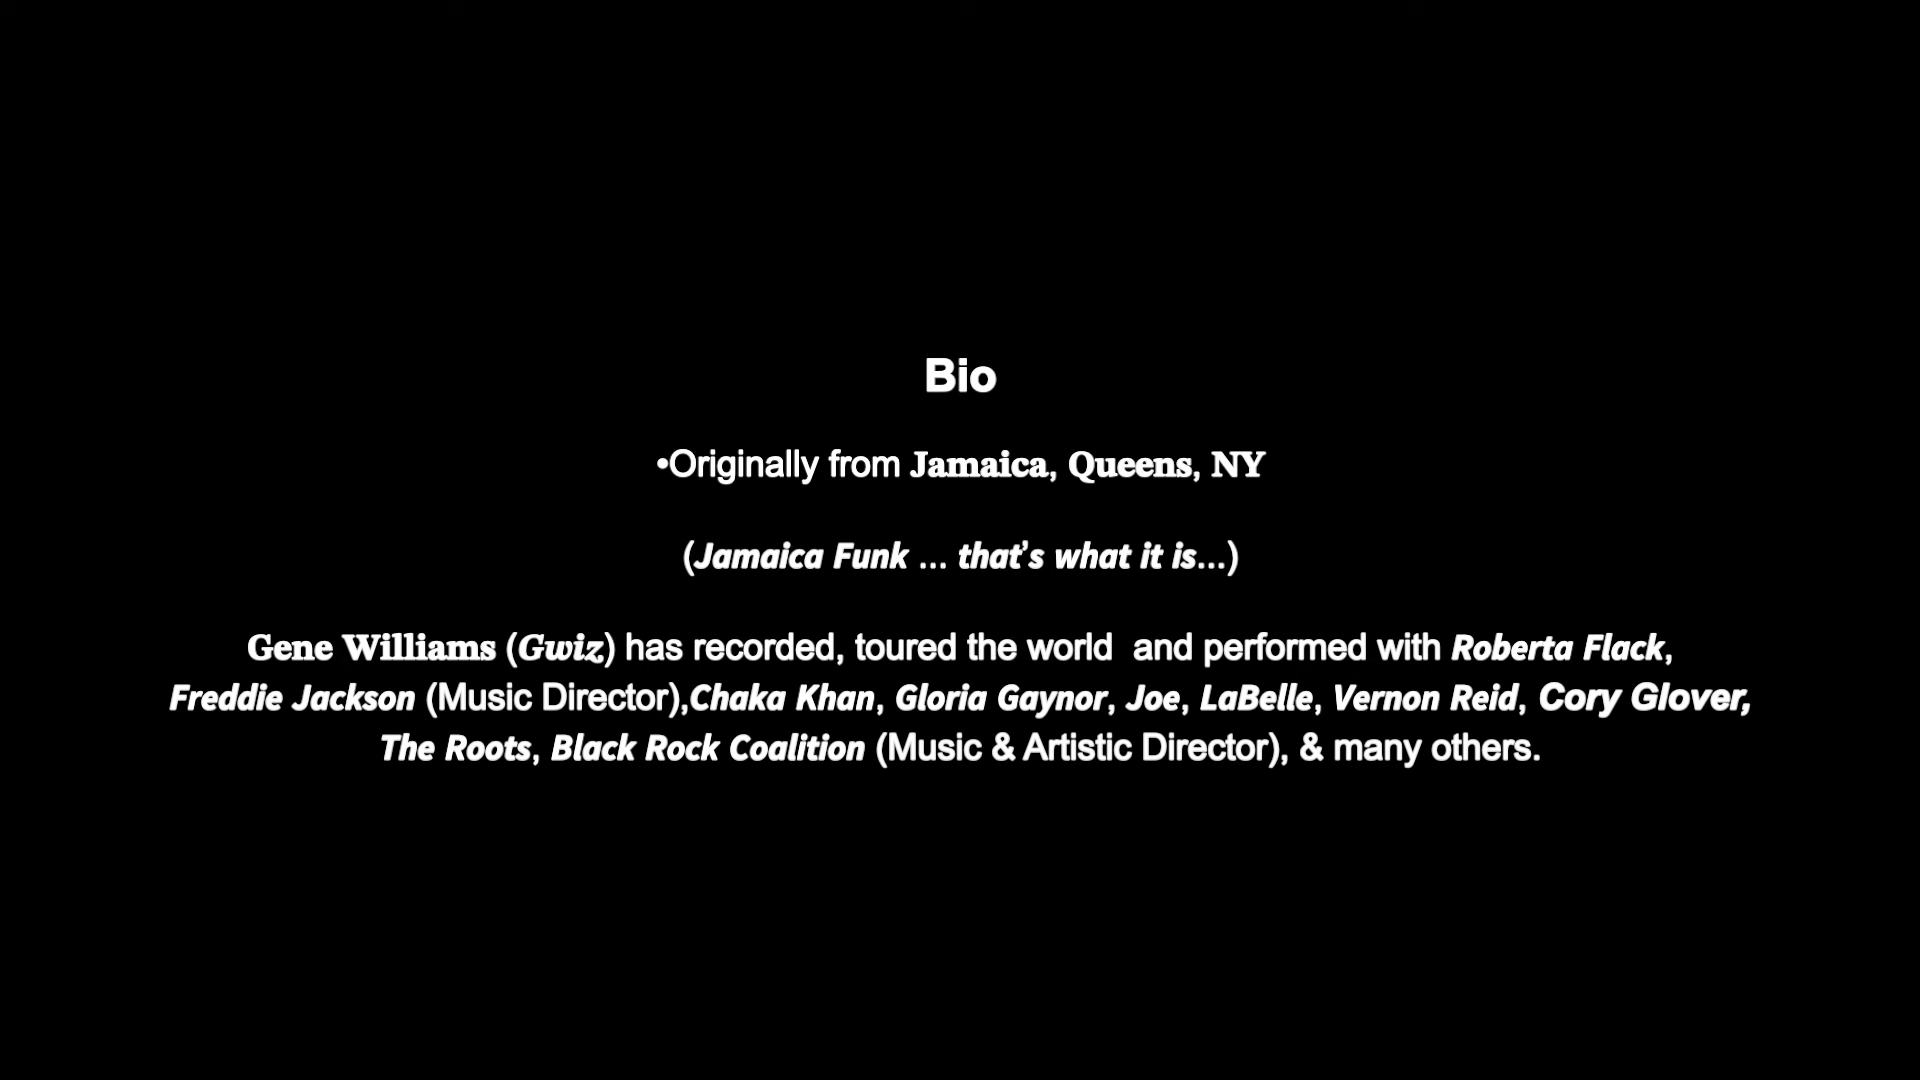 Bio
•Originally from Jamaica, Queens, NY
(Jamaica Funk ... that's what it is...)
Gene Williams (Gwiz) has recorded, toured the world  and performed with Roberta Flack,
Freddie Jackson (Music Director),Chaka Khan, Gloria Gaynor, Joe, LaBelle, Vernon Reid, Cory Glover,
The Roots, Black Rock Coalition (Music & Artistic Director), & many others.